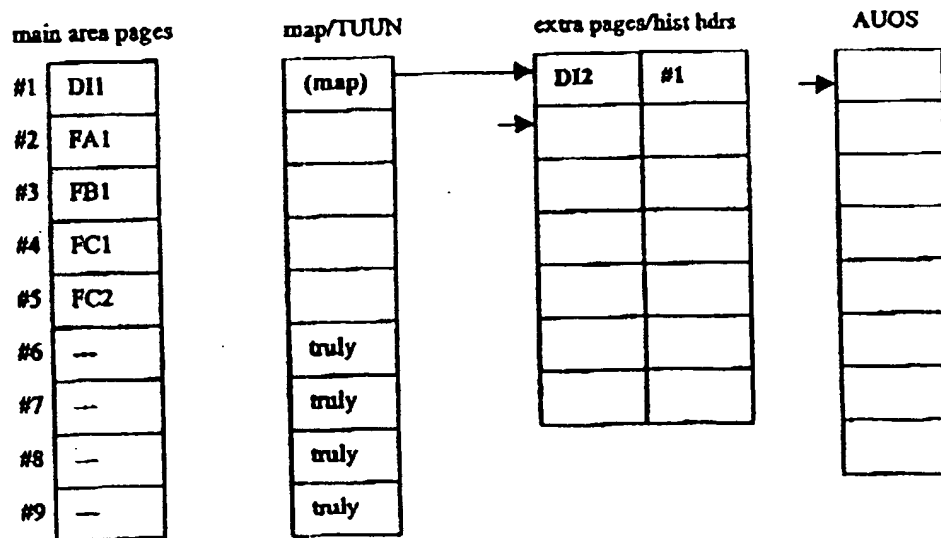 main area pages map/TUUN extra pages/hist hdrs AUOS
#1 DI1 (map) DI2 #1
#2 FA1
#3 FB1
#4 FC1
#5 FC2
#6 — truly
#7 — truly
#8 — truly
#9 — truly